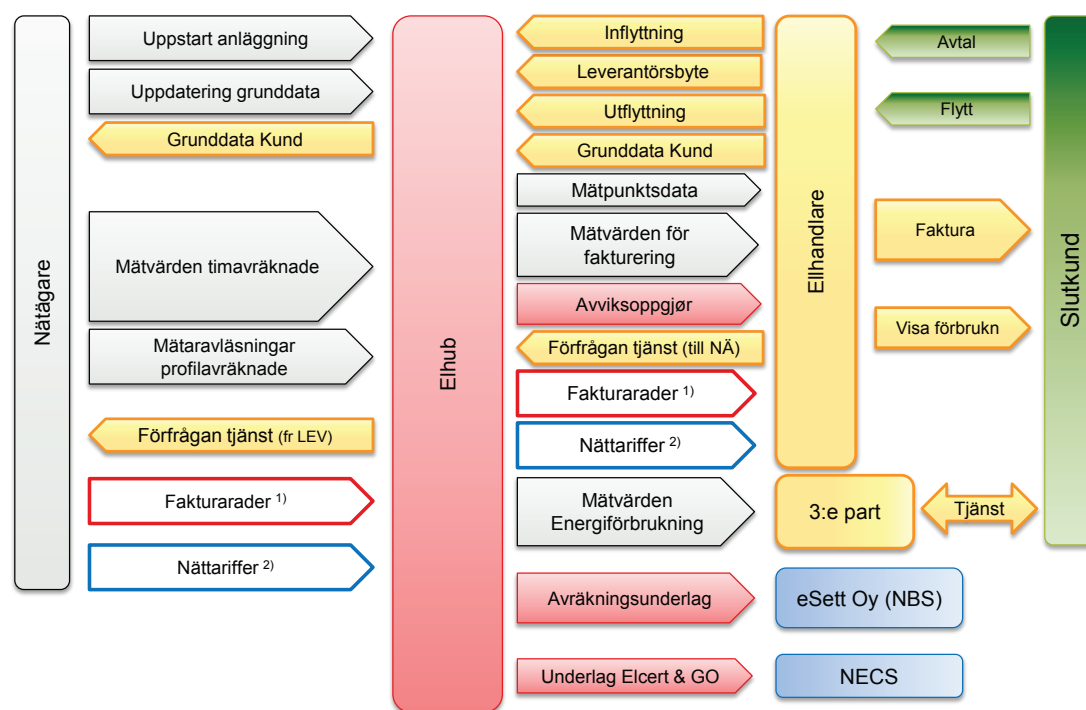 Nätägare
Uppstart anläggning
Uppdatering grunddata
Grunddata Kund
Mätvärden timavräknade
Mätaravläsningar
profilavräknade
Förfrågan tjänst (fr LEV)
Fakturarader 1)
Nättariffer 2)
Elhub
Inflyttning
Leverantörsbyte
Utflyttning
Grunddata Kund
Mätpunktsdata
Mätvärden för
fakturering
Avviksoppgjør
Förfrågan tjänst (till NÄ)
Fakturarader 1)
Nättariffer 2)
Mätvärden
Energiförbrukning
Avräkningsunderlag
Underlag Elcert & GO
Ellhandlare
3:e part
eSett Oy (NBS)
NECS
Avtal
Flytt
Faktura
Visa förbrukn
Tjänst
Slutkund